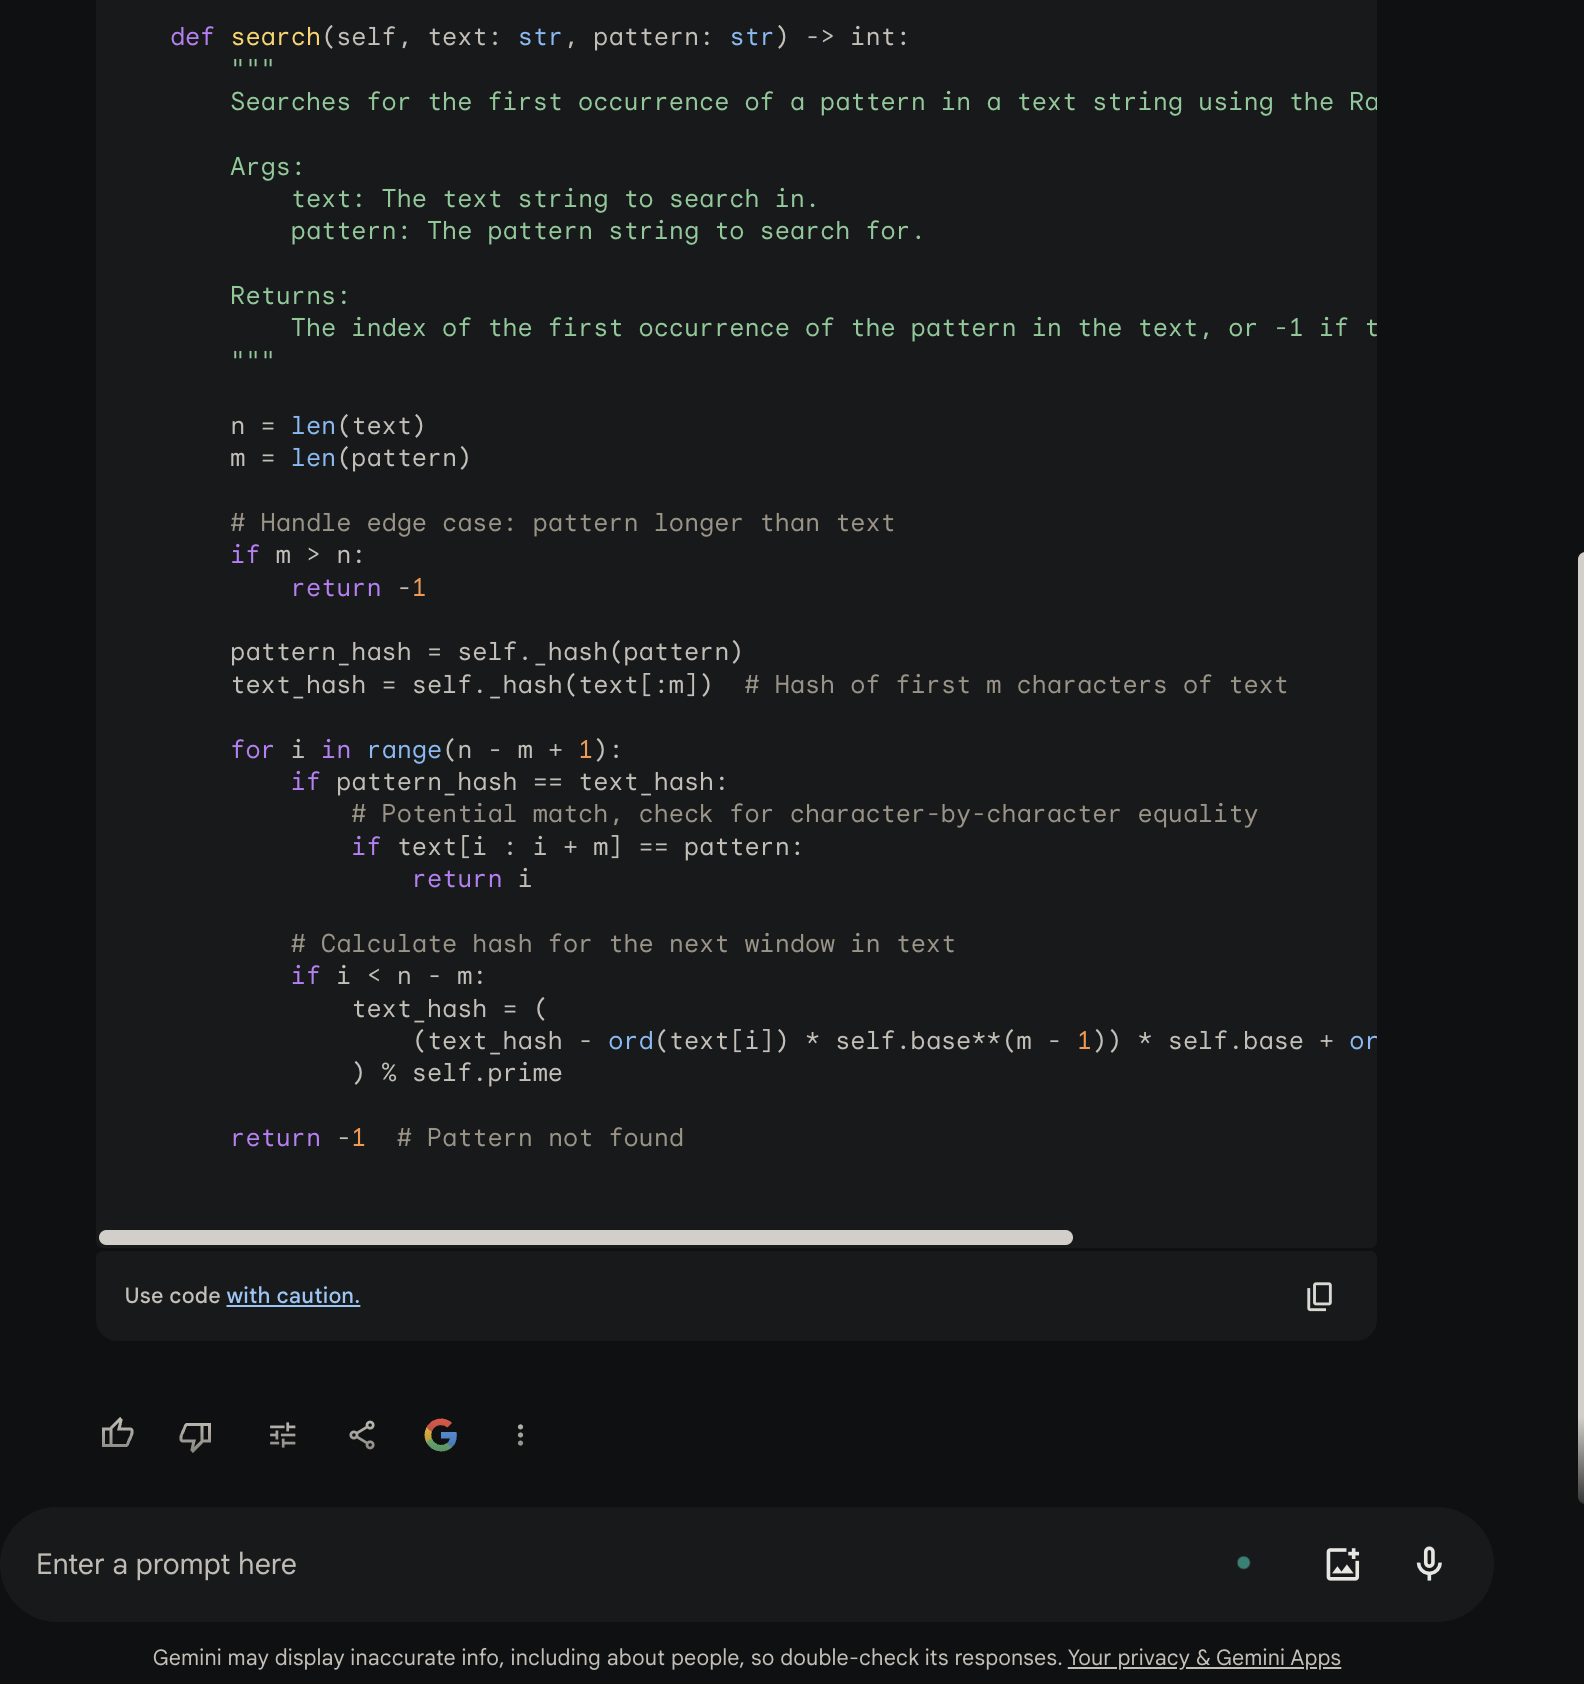 def search(self, text: str, pattern: str) -> int:
"""
Searches for the first occurrence of a pattern in a text string using the Ra
Args:
text: The text string to search in.
pattern: The pattern string to search for.
Returns:
The index of the first occurrence of the pattern in the text, or -1 if t
"""
n = len(text)
m = len(pattern)
# Handle edge case: pattern longer than text
if m > n:
return -1
pattern_hash = self._hash(pattern)
text_hash = self._hash(text[:m])  # Hash of first m characters of text
for i in range(n - m + 1):
if pattern_hash == text_hash:
# Potential match, check for character-by-character equality
if text[i : i + m] == pattern:
return i
# Calculate hash for the next window in text
if i < n - m:
text_hash = (
(text_hash - ord(text[i]) * self.base**(m - 1)) * self.base + or
) % self.prime
return -1  # Pattern not found
Use code with caution.
Enter a prompt here
Gemini may display inaccurate info, including about people, so double-check its responses. Your privacy & Gemini Apps